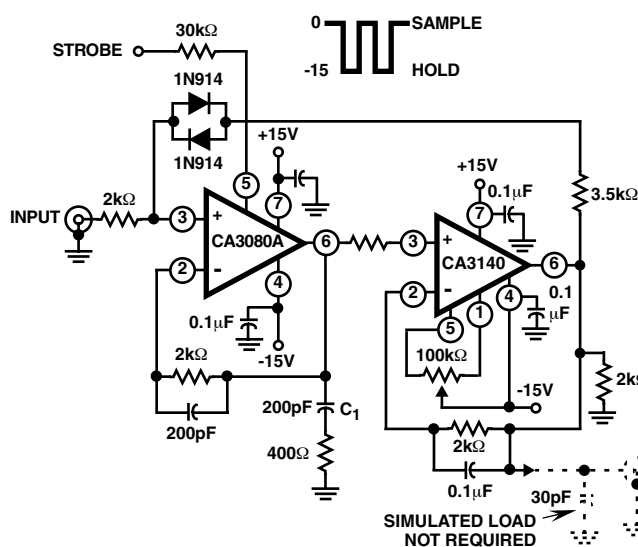 30kΩ
STROBE
0
SAMPLE
-15
HOLD
1N914
1N914
+15V
+15V
0.1µF
2kΩ
INPUT
5
7
7
3.5kΩ
3
+
CA3080A
6
3
+
CA3140
6
2
-
4
2
-
4
0.1
µF
0.1µF
5
1
-15V
100kΩ
-15V
2kΩ
200pF
200pF
C1
400Ω
2kΩ
0.1µF
30pF
SIMULATED LOAD
NOT REQUIRED